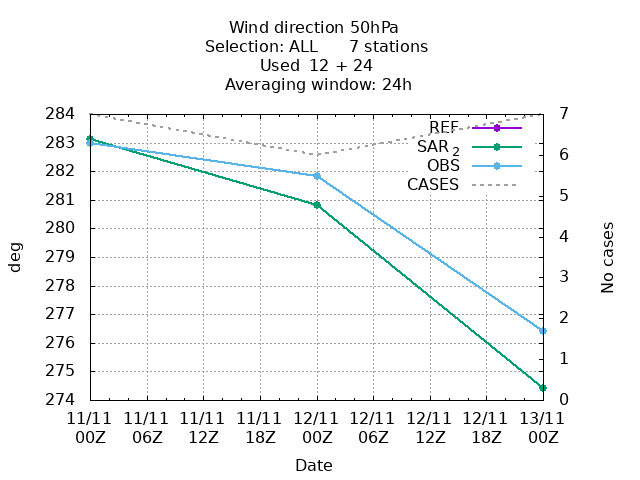 Wind direction 50hPa
Selection: ALL 7 stations
Used 12 + 24
Averaging window: 24h
284
283
282
281
280
279
278
277
276
275
274
deg
7
6
5
4
3
2
1
0
No cases
REF
SAR 2
OBS
CASES
11/11 11/11 11/11 11/11 12/11 12/11 12/11 12/11 13/11
00Z 06Z 12Z 18Z 00Z 06Z 12Z 18Z 00Z
Date